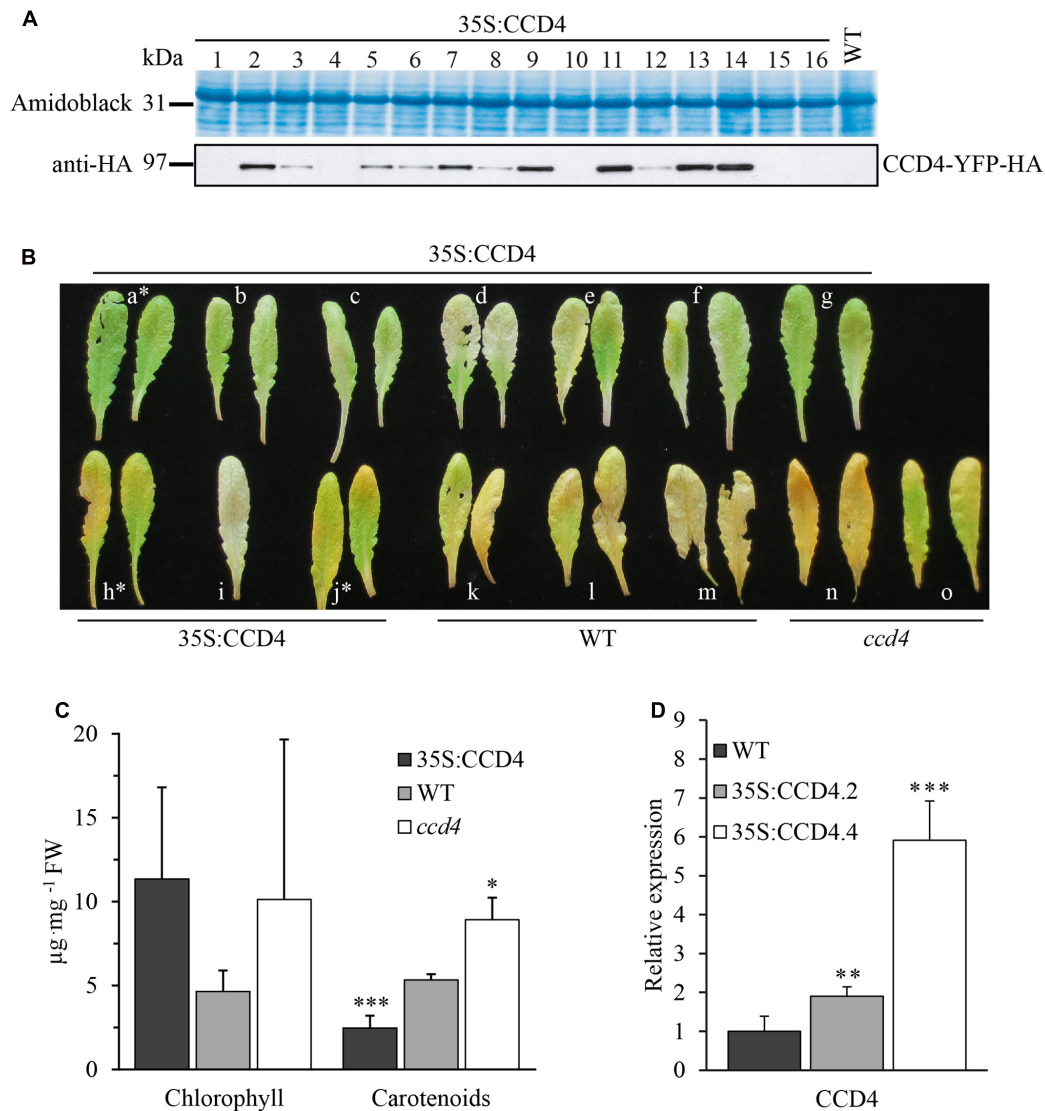 A
35S:CCD4
kDa 1 2 3 4 5 6 7 8 9 10 11 12 13 14 15 16 WT
Amidoblack 31
anti-HA 97 CCD4-YFP-HA
B
35S:CCD4
a* b c d e f g
h* i j* k l m n o
35S:CCD4 WT ccd4
C
20
15
10
5
0
µg·mg⁻¹ FW
35S:CCD4
WT
ccd4
***
*
Chlorophyll Carotenoids
D
9
8
7
6
5
4
3
2
1
0
Relative expression
WT
35S:CCD4.2
35S:CCD4.4
**
***
CCD4